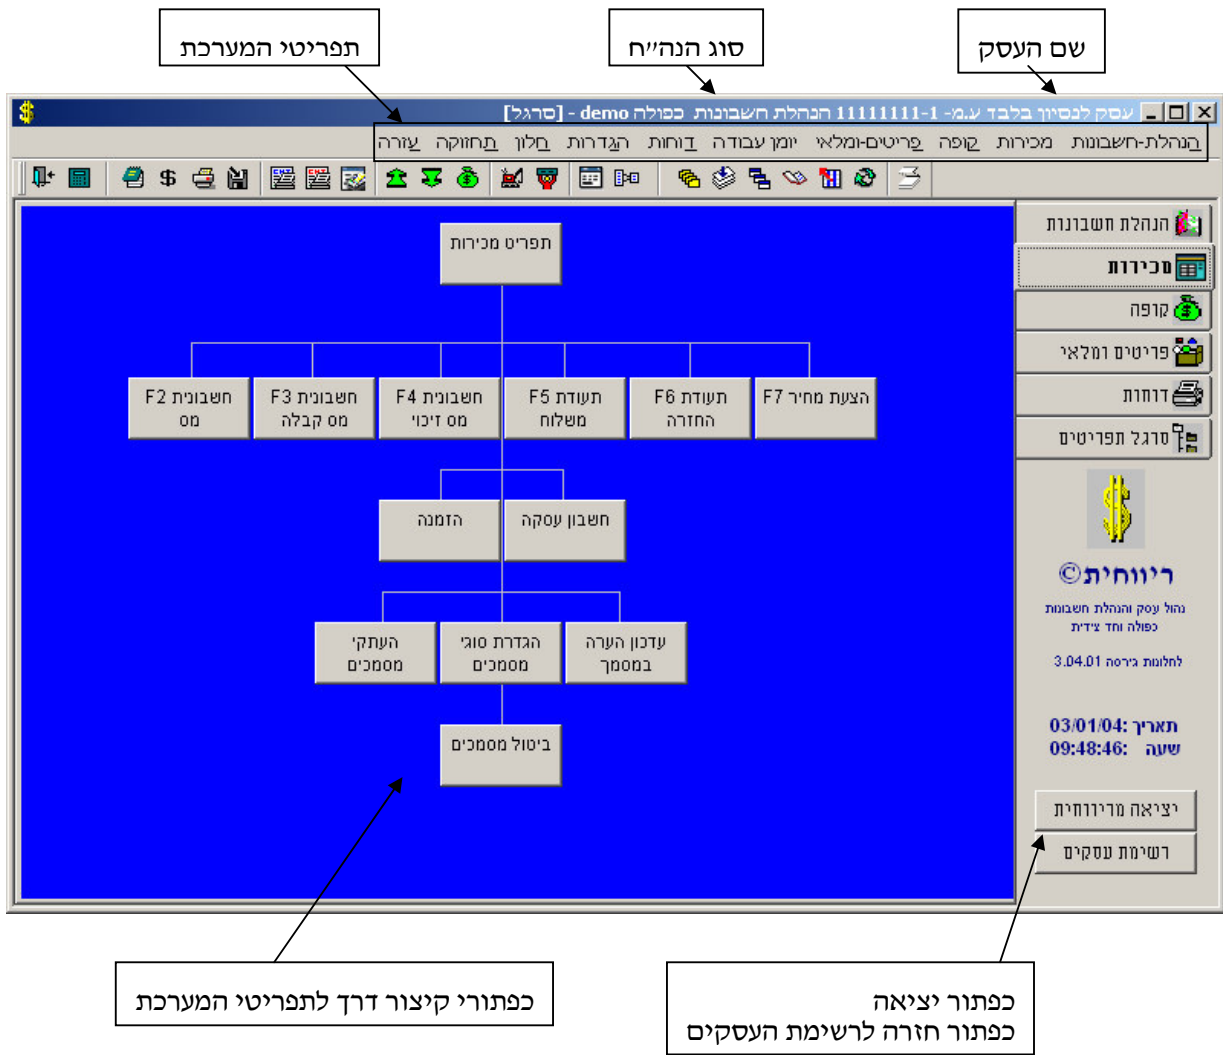 שם העסק
סוג הנה״ח
תפריטי המערכת
עסק לנסיון בלבד ע.מ- 11111111-1 הנהלת חשבונות כפולה demo - [סרגל]
הנהלת-חשבונות מכירות קופה פריטים-ומלאי יומן עבודה דוחות הגדרות חלון תחזוקה עזרה
הנהלת חשבונות
מכירות
קופה
פריטים ומלאי
דוחות
סרגל תפריטים
ריווחית©
נהול עסק והנהלת חשבונות
כפולה וחד צידית
לחלונות גירסה 3.04.01
תאריך: 03/01/04
שעה: 09:48:46
יציאה מריווחית
רשימת עסקים
תפריט מכירות
הצעת מחיר F7
תעודת F6
החזרה
תעודת F5
משלוח
חשבונית F4
מס זיכוי
חשבונית F3
מס קבלה
חשבונית F2
מס
חשבון עסקה
הזמנה
עדכון הערה
במסמך
הגדרת סוגי
מסמכים
העתקי
מסמכים
ביטול מסמכים
כפתור יציאה
כפתור חזרה לרשימת העסקים
כפתורי קיצור דרך לתפריטי המערכת